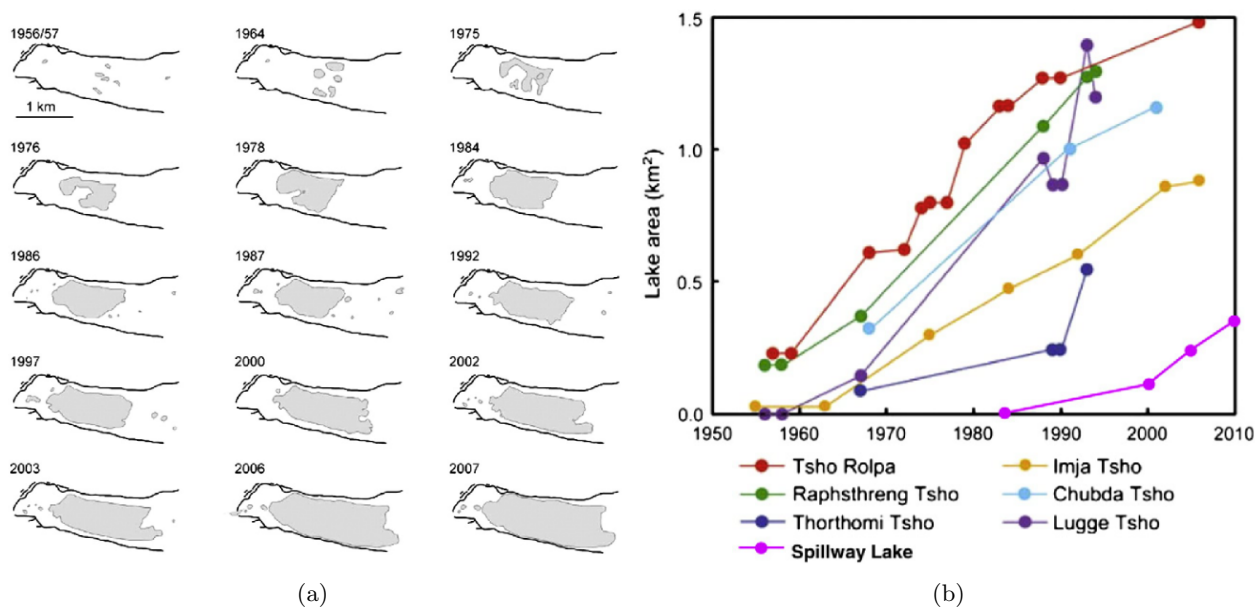 1956/57 1964 1975
1 km
1976 1978 1984
1986 1987 1992
1997 2000 2002
2003 2006 2007
(a)
Lake area (km²)
1.5
1.0
0.5
0.0
1950 1960 1970 1980 1990 2000 2010
Tsho Rolpa Imja Tsho
Raphsthreng Tsho Chubda Tsho
Thorthomi Tsho Lugge Tsho
Spillway Lake
(b)